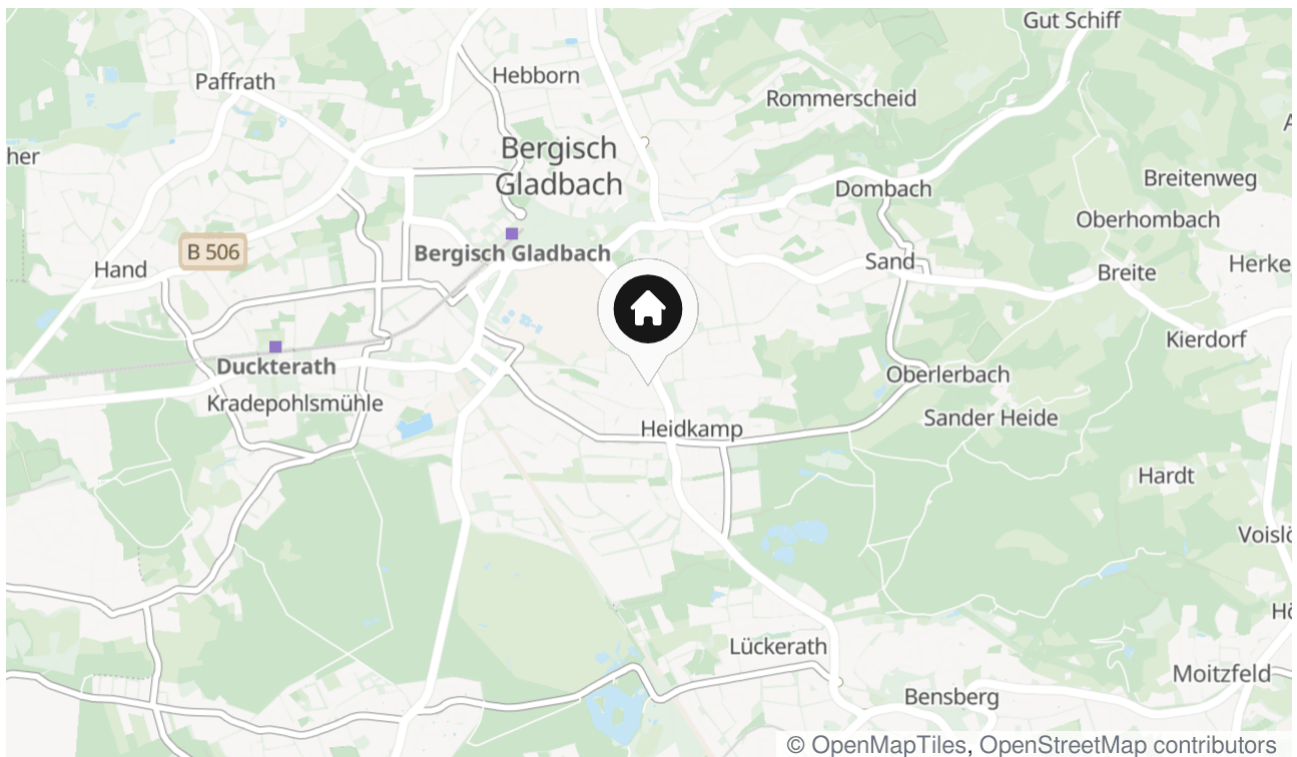 Gut Schiff
Hebborn
Paffrath
Rommerscheid
her
Bergisch
Gladbach
Dombach
Breitenweg
Oberhombach
B 506
Bergisch Gladbach
Hand
Sand
Breite
Herke
Kierdorf
Duckterath
Oberlerbach
Kradepohlsmühle
Sander Heide
Heidkamp
Hardt
Voislö
Hö
Lückerath
Moitzfeld
Bensberg
© OpenMapTiles, OpenStreetMap contributors